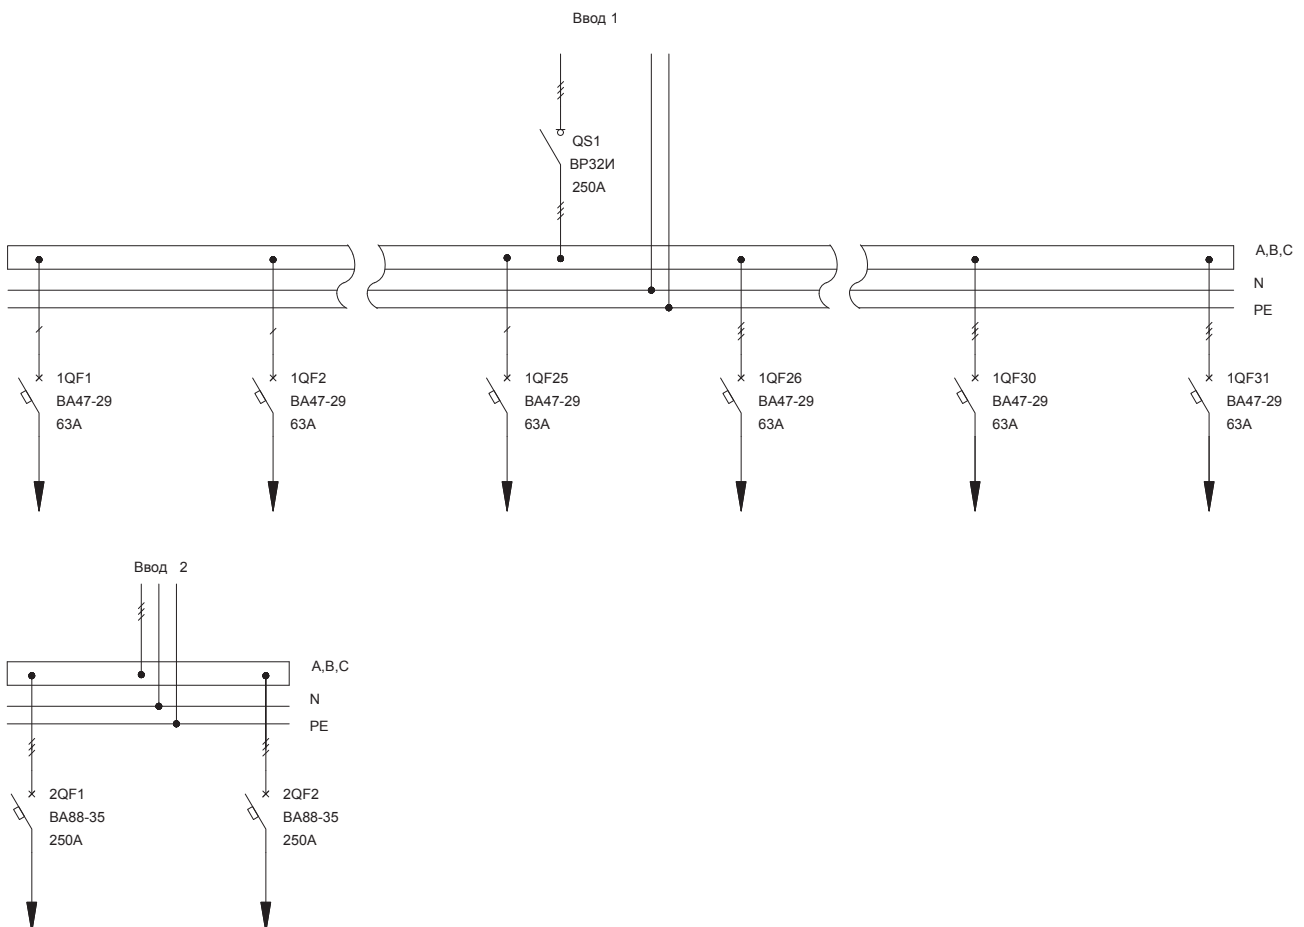 Ввод 1
QS1
ВР32И
250А
A,B,C
N
PE
1QF1
ВА47-29
63А
1QF2
ВА47-29
63А
1QF25
ВА47-29
63А
1QF26
ВА47-29
63А
1QF30
ВА47-29
63А
1QF31
ВА47-29
63А
Ввод 2
A,B,C
N
PE
2QF1
ВА88-35
250А
2QF2
ВА88-35
250А